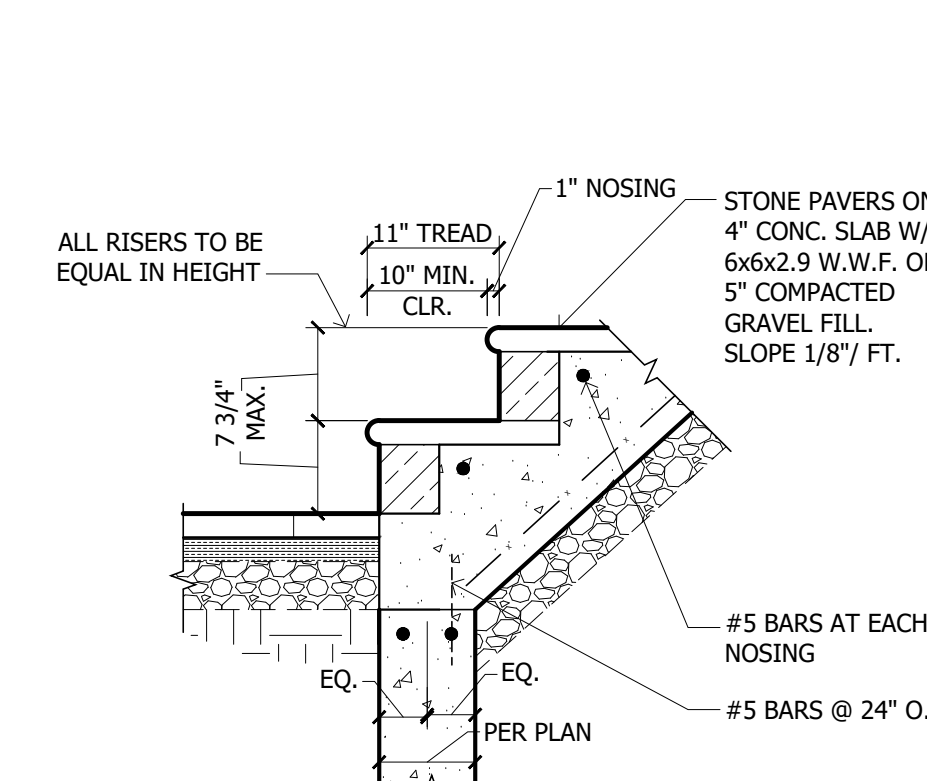 1" NOSING
STONE PAVERS ON
4" CONC. SLAB W/
6x6x2.9 W.W.F. O
5" COMPACTED
GRAVEL FILL.
SLOPE 1/8"/ FT.
ALL RISERS TO BE
EQUAL IN HEIGHT
11" TREAD
10" MIN.
CLR.
7 3/4"
MAX.
#5 BARS AT EACH
NOSING
#5 BARS @ 24" O.
EQ.
EQ.
PER PLAN